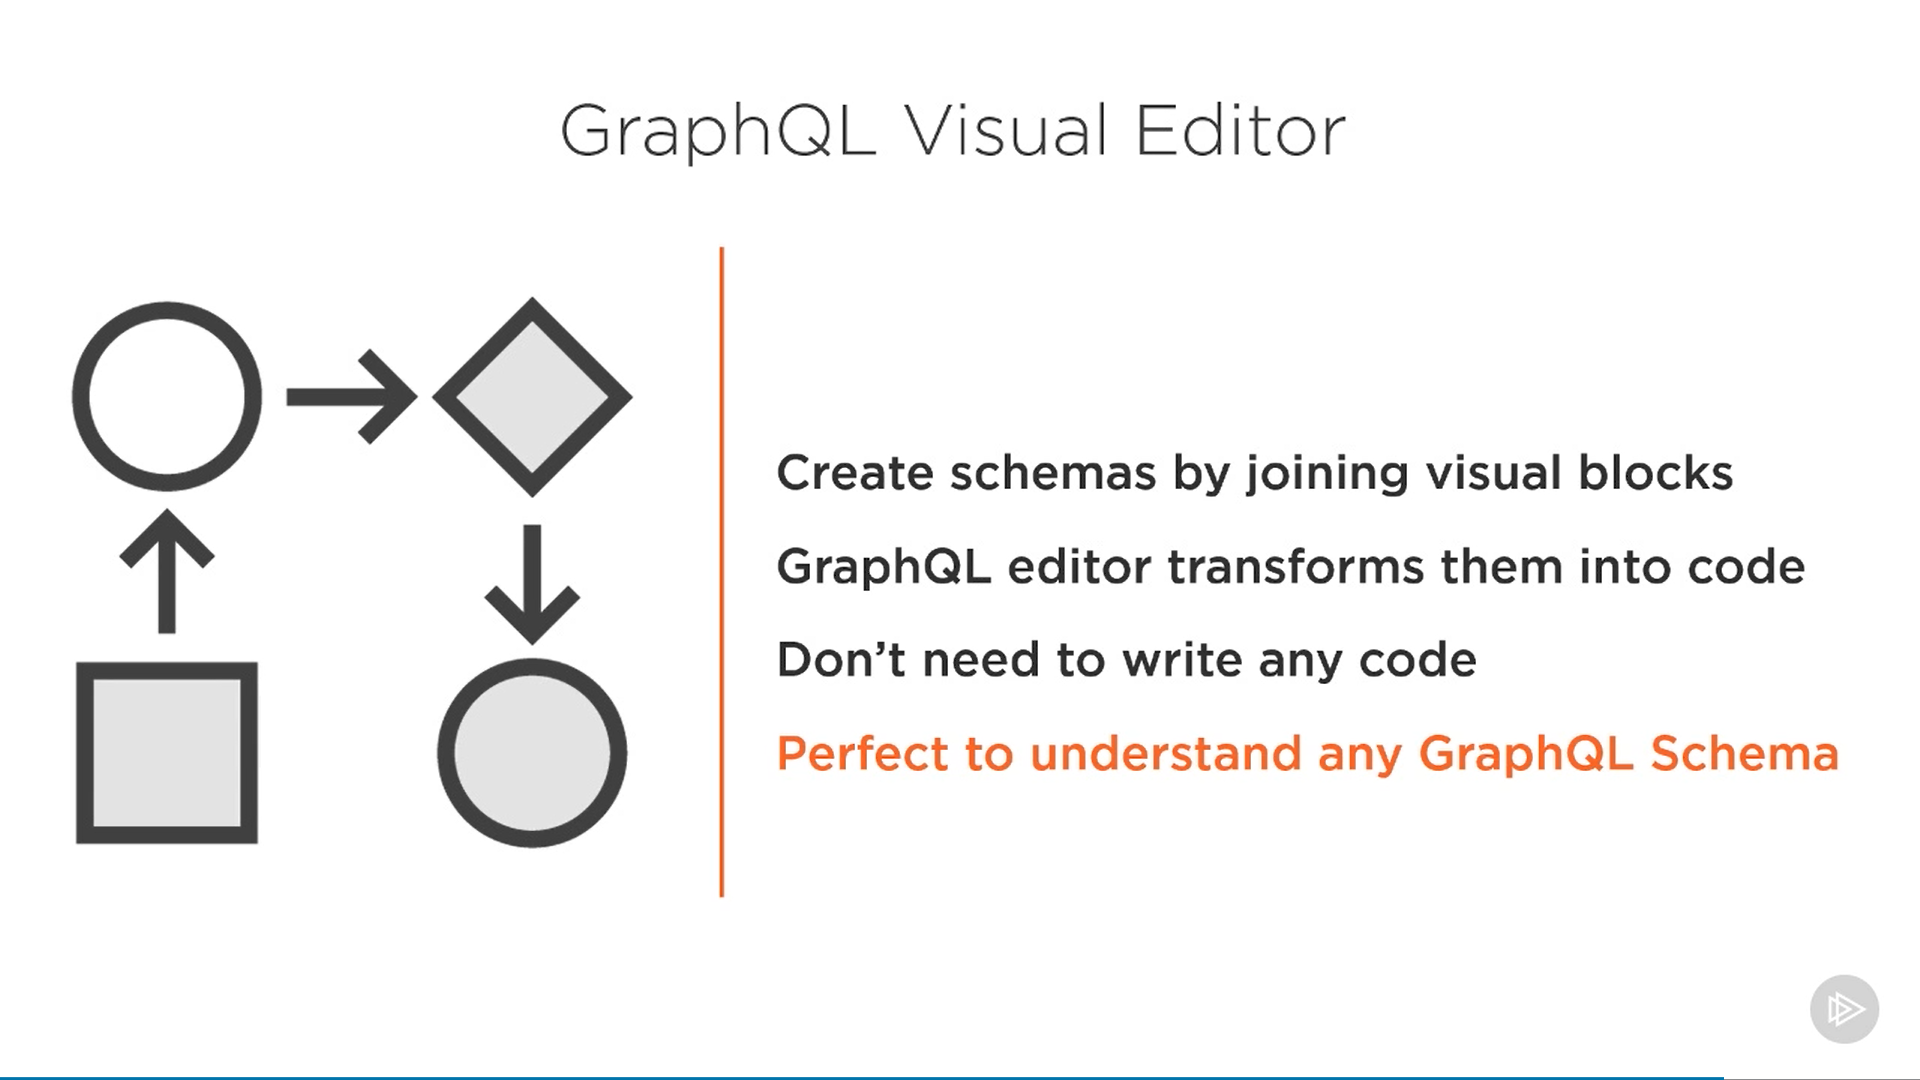 GraphQL Visual Editor
Create schemas by joining visual blocks
GraphQL editor transforms them into code
Don’t need to write any code
Perfect to understand any GraphQL Schema